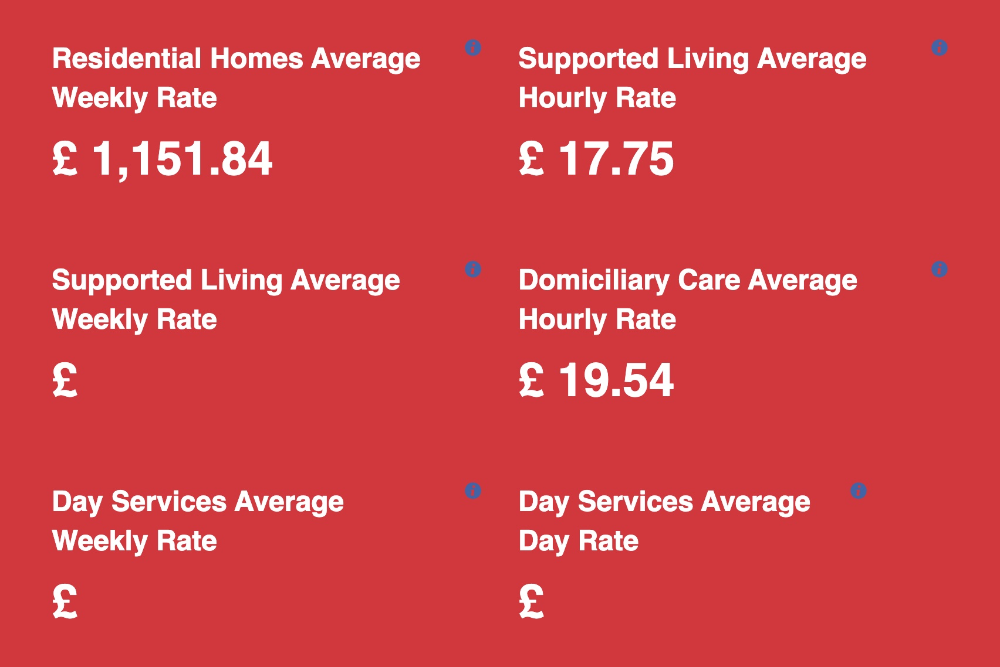 Residential Homes Average
Weekly Rate
£ 1,151.84
Supported Living Average
Hourly Rate
£ 17.75
Supported Living Average
Weekly Rate
£
Domiciliary Care Average
Hourly Rate
£ 19.54
Day Services Average
Weekly Rate
£
Day Services Average
Day Rate
£